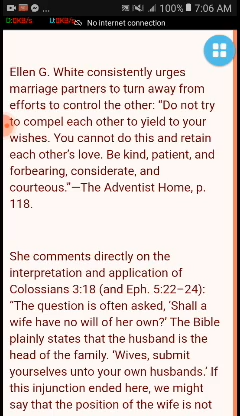 100% 7:06 AM
D:0KB/s U:0KB/s No internet connection
Ellen G. White consistently urges
marriage partners to turn away from
efforts to control the other: “Do not try
to compel each other to yield to your
wishes. You cannot do this and retain
each other’s love. Be kind, patient, and
forbearing, considerate, and
courteous.”—The Adventist Home, p.
118.
She comments directly on the
interpretation and application of
Colossians 3:18 (and Eph. 5:22–24):
“The question is often asked, ‘Shall a
wife have no will of her own?’ The Bible
plainly states that the husband is the
head of the family. ‘Wives, submit
yourselves unto your own husbands.’ If
this injunction ended here, we might
say that the position of the wife is not